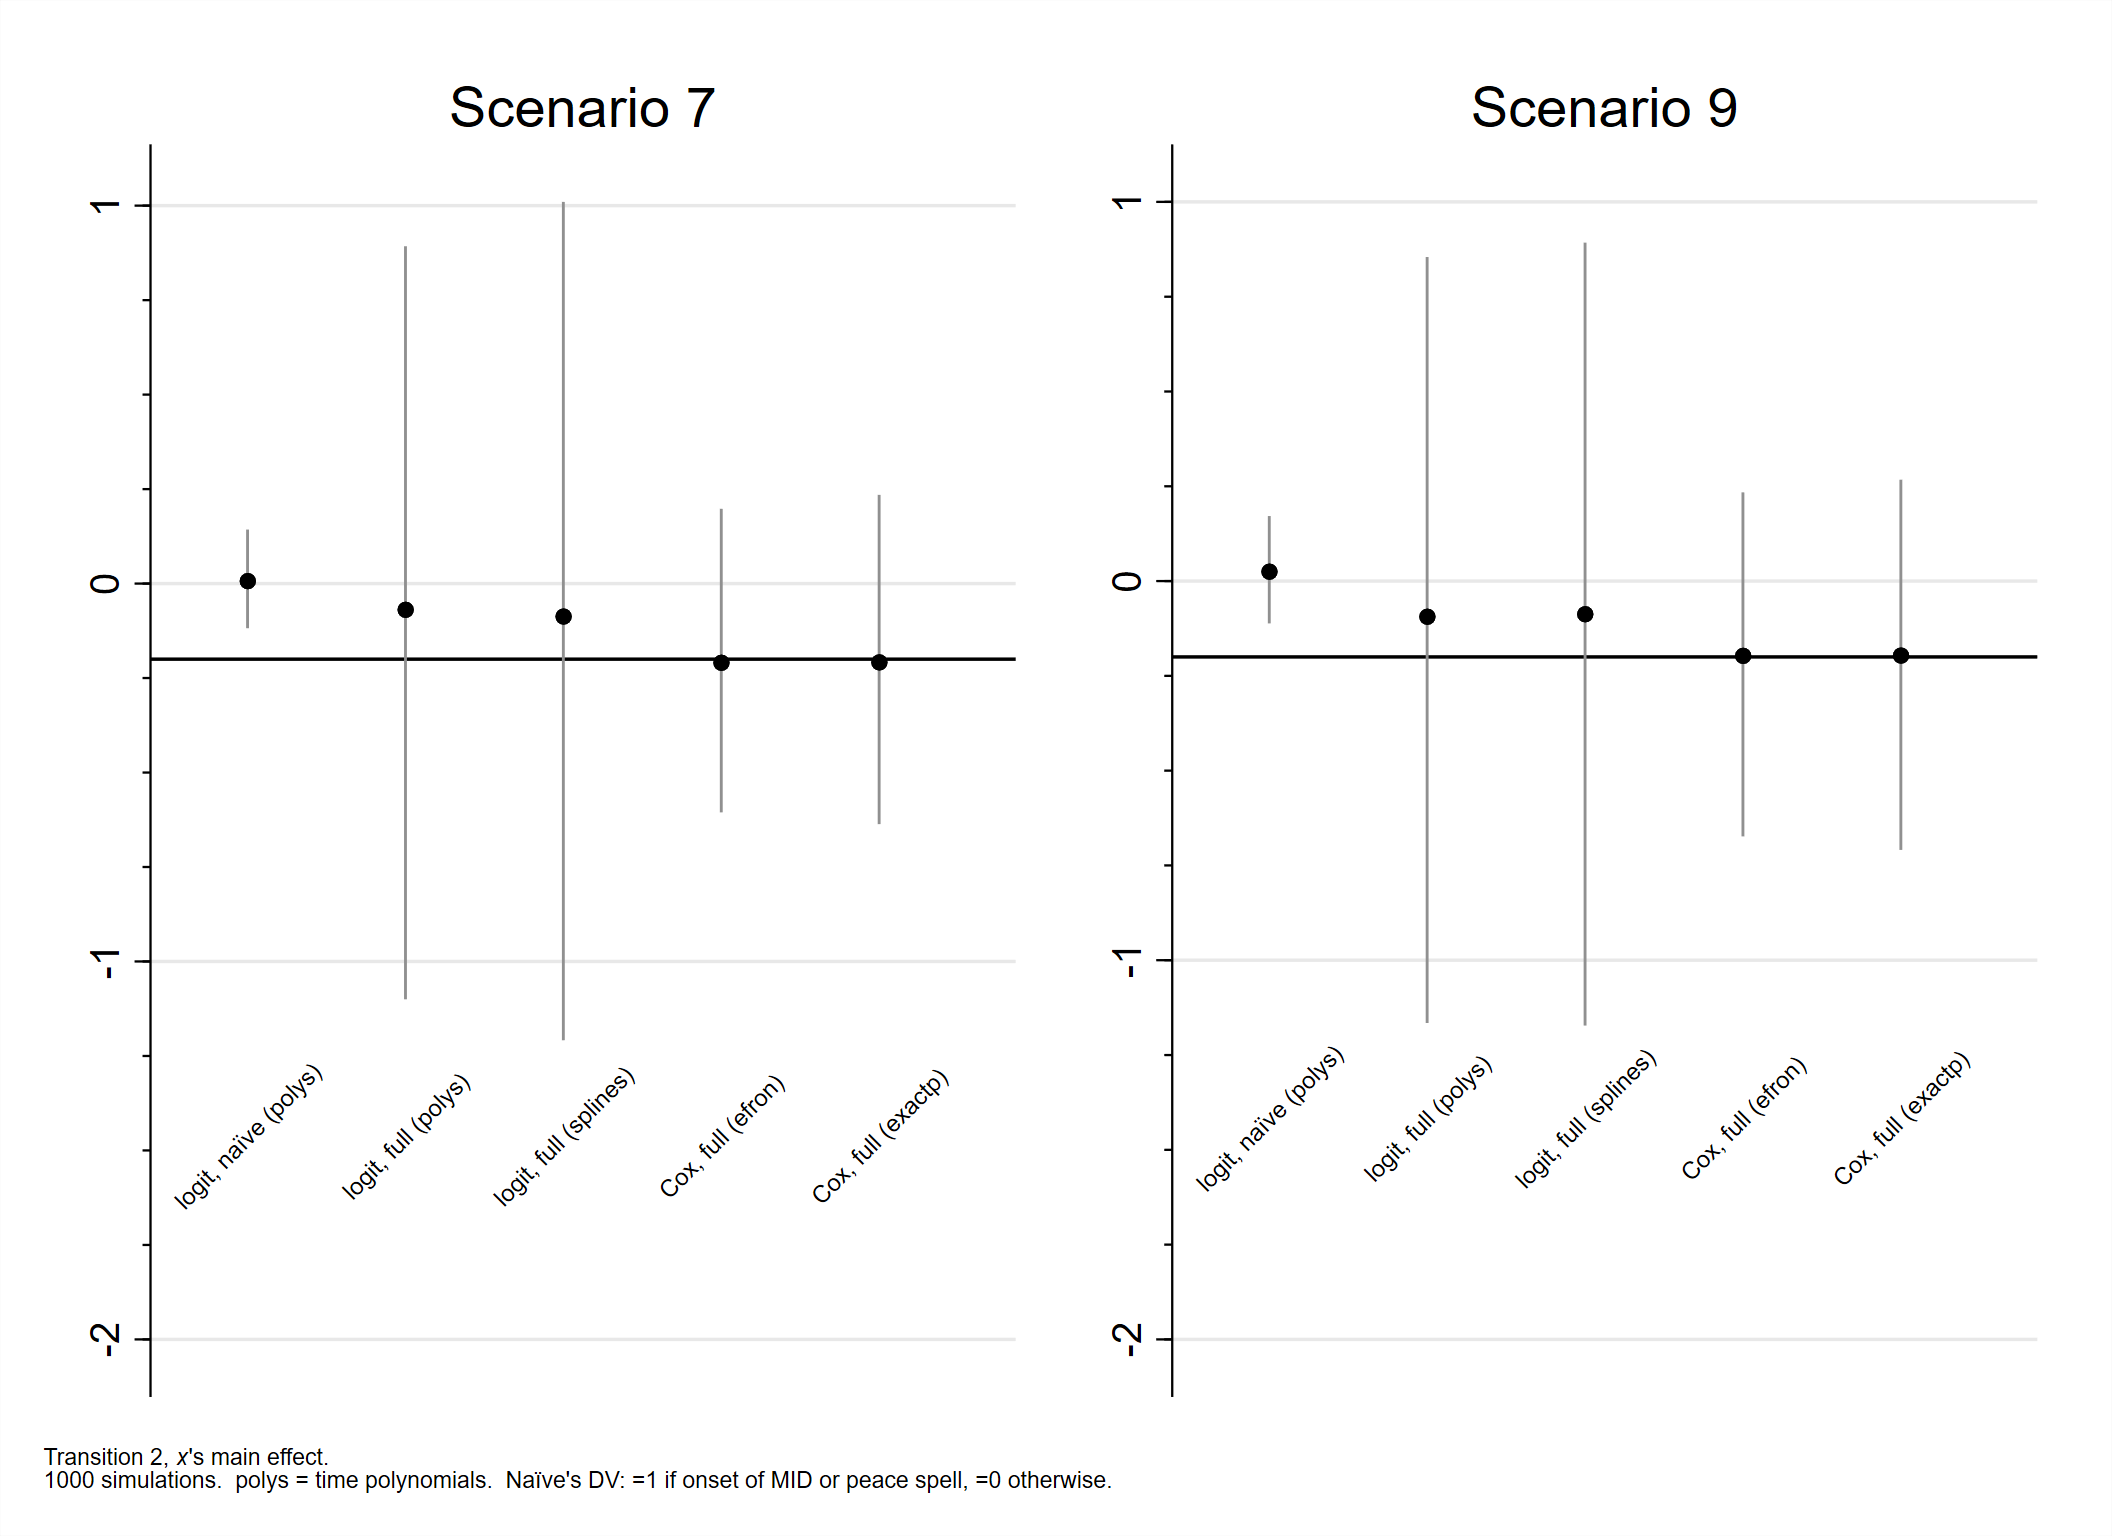 Scenario 7
1
0
-1
-2
logit, naïve (polys)
logit, full (polys)
logit, full (splines)
Cox, full (efron)
Cox, full (exactp)
Scenario 9
1
0
-1
-2
logit, naïve (polys)
logit, full (polys)
logit, full (splines)
Cox, full (efron)
Cox, full (exactp)
Transition 2, x's main effect.
1000 simulations.  polys = time polynomials.  Naïve's DV: =1 if onset of MID or peace spell, =0 otherwise.